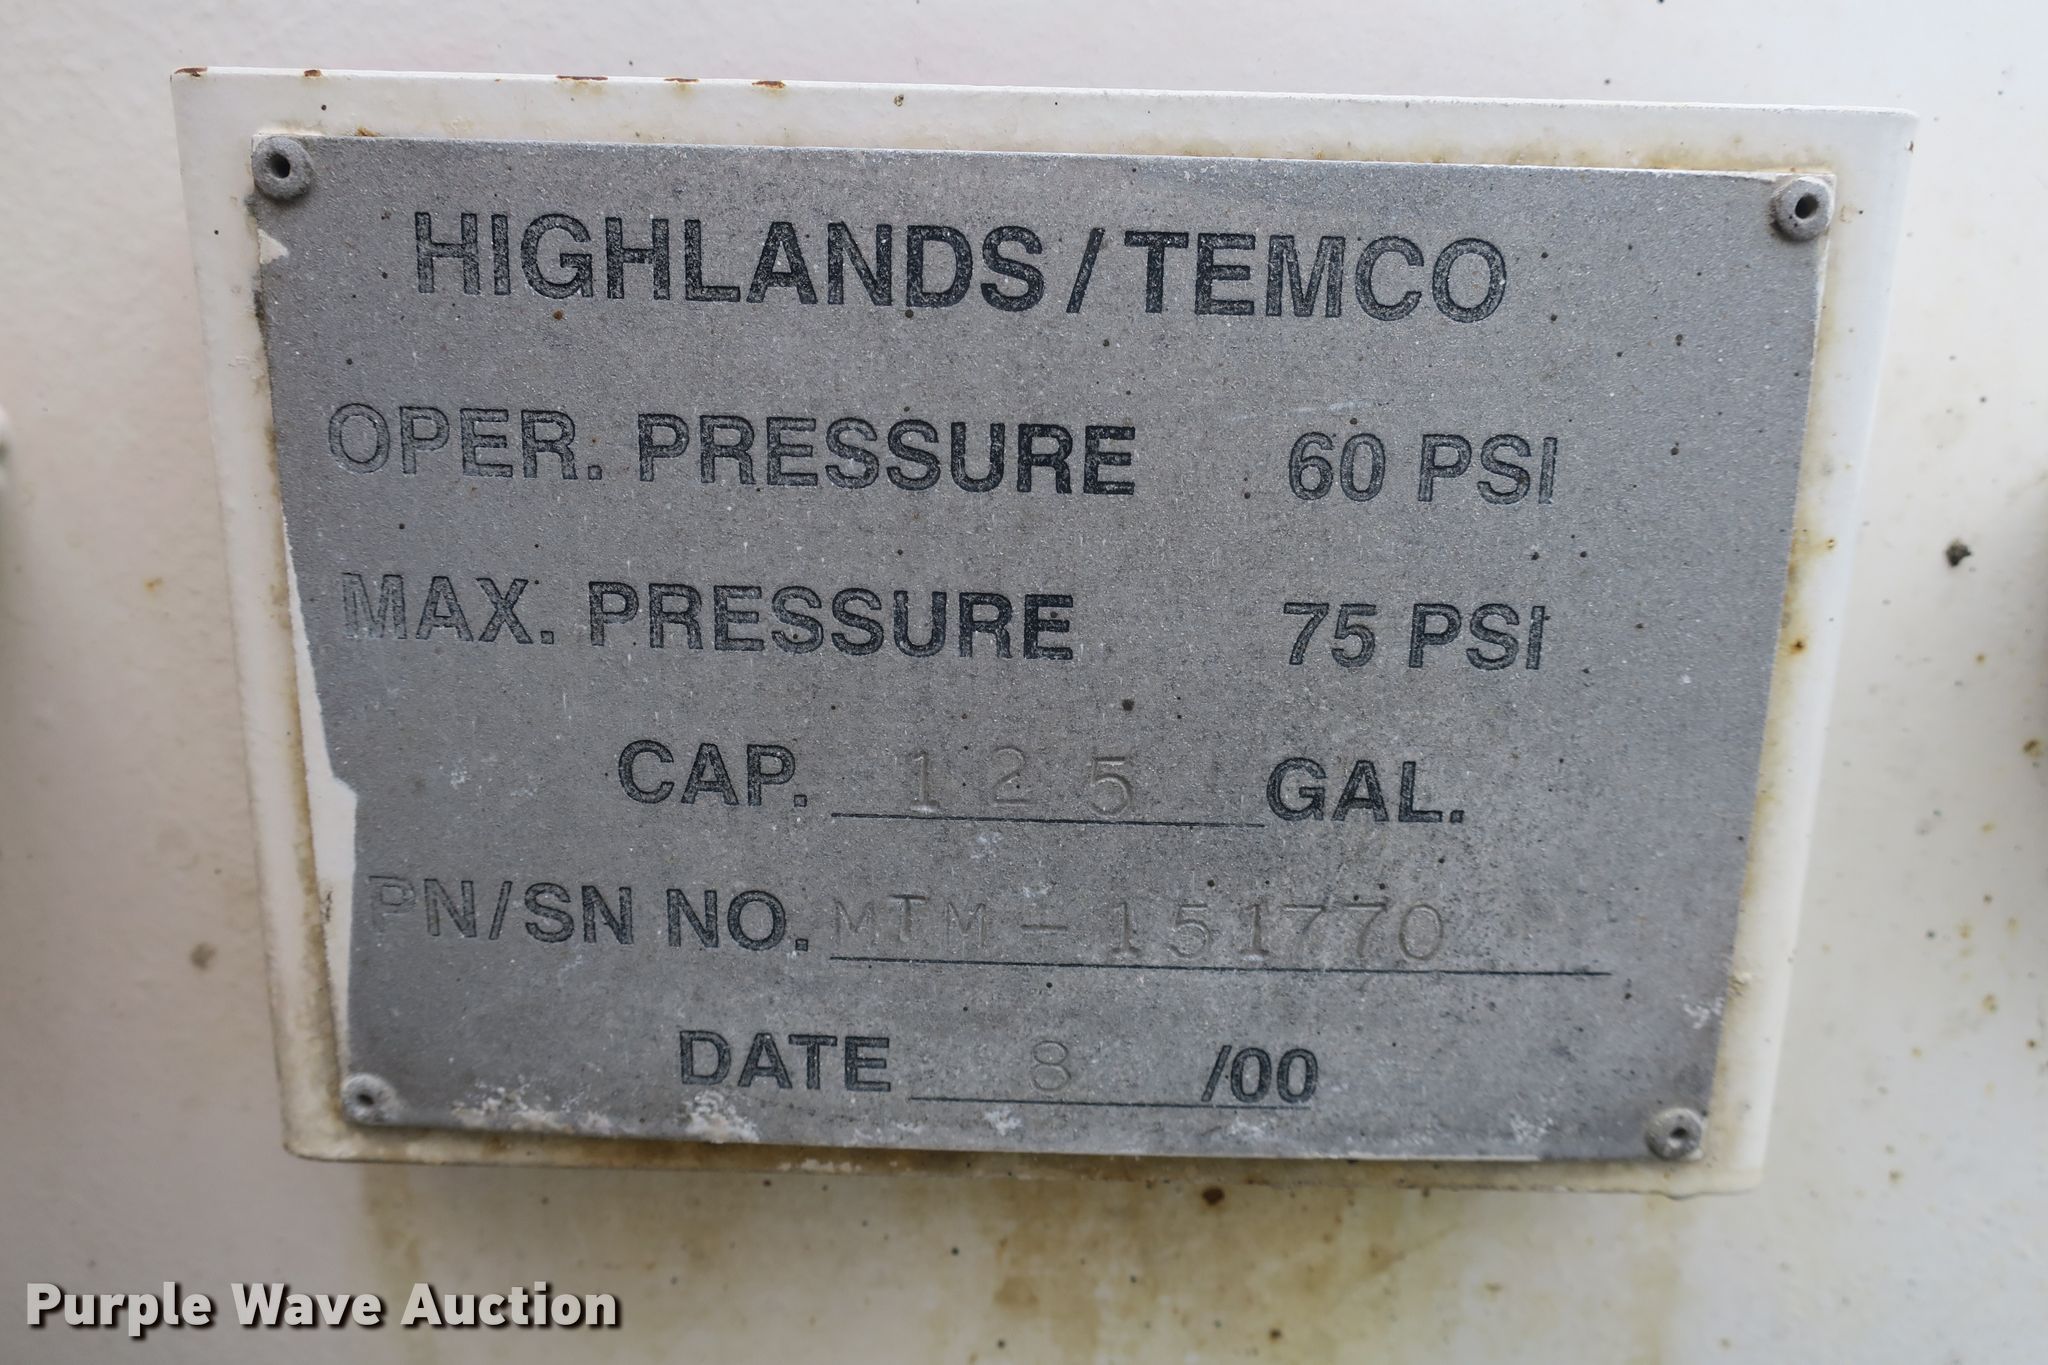 HIGHLANDS/TEMCO
OPER. PRESSURE 60 PSI
MAX. PRESSURE 75 PSI
CAP. 125 GAL.
PN/SN NO. MTM-151770
DATE 8 /00
Purple Wave Auction